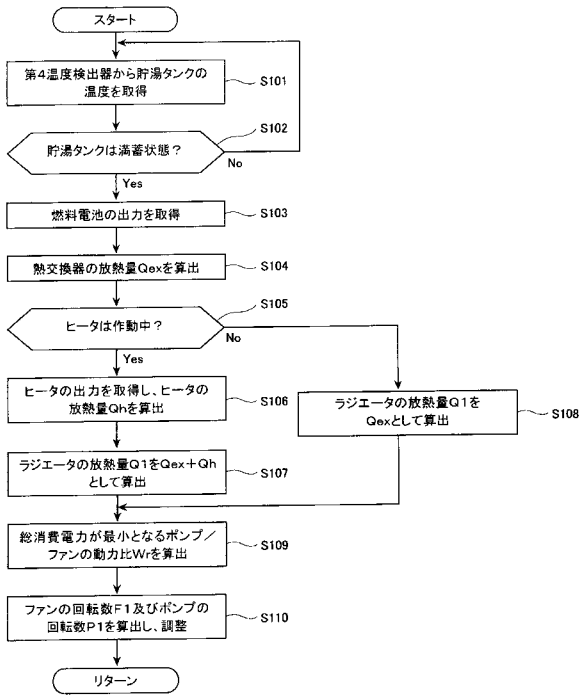 スタート
第4温度検出器から貯湯タンクの
温度を取得
S101
貯湯タンクは満蓄状態？
S102
No
Yes
燃料電池の出力を取得
S103
熱交換器の放熱量Qexを算出
S104
ヒータは作動中？
S105
No
Yes
ヒータの出力を取得し、ヒータの
放熱量Qhを算出
S106
ラジエータの放熱量Q1を
Qexとして算出
S108
ラジエータの放熱量Q1をQex＋Qh
として算出
S107
総消費電力が最小となるポンプ／
ファンの動力比Wrを算出
S109
ファンの回転数F1及びポンプの
回転数P1を算出し、調整
S110
リターン